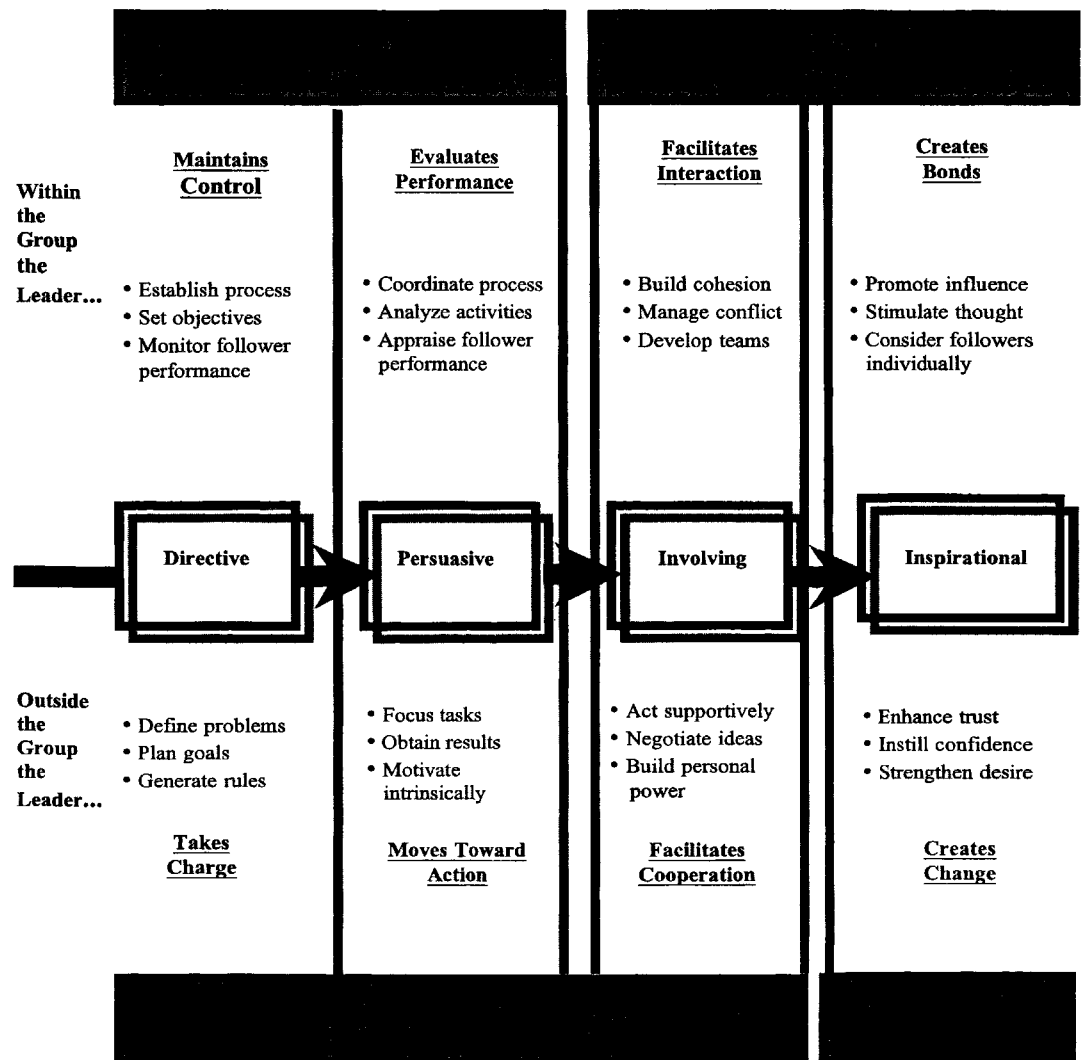 Maintains
Control
Evaluates
Performance
Facilitates
Interaction
Creates
Bonds
Within
the
Group
the
Leader...
• Establish process
• Set objectives
• Monitor follower
performance
• Coordinate process
• Analyze activities
• Appraise follower
performance
• Build cohesion
• Manage conflict
• Develop teams
• Promote influence
• Stimulate thought
• Consider followers
individually
Directive
Persuasive
Involving
Inspirational
Outside
the
Group
the
Leader...
• Define problems
• Plan goals
• Generate rules
• Focus tasks
• Obtain results
• Motivate
intrinsically
• Act supportively
• Negotiate ideas
• Build personal
power
• Enhance trust
• Instill confidence
• Strengthen desire
Takes
Charge
Moves Toward
Action
Facilitates
Cooperation
Creates
Change